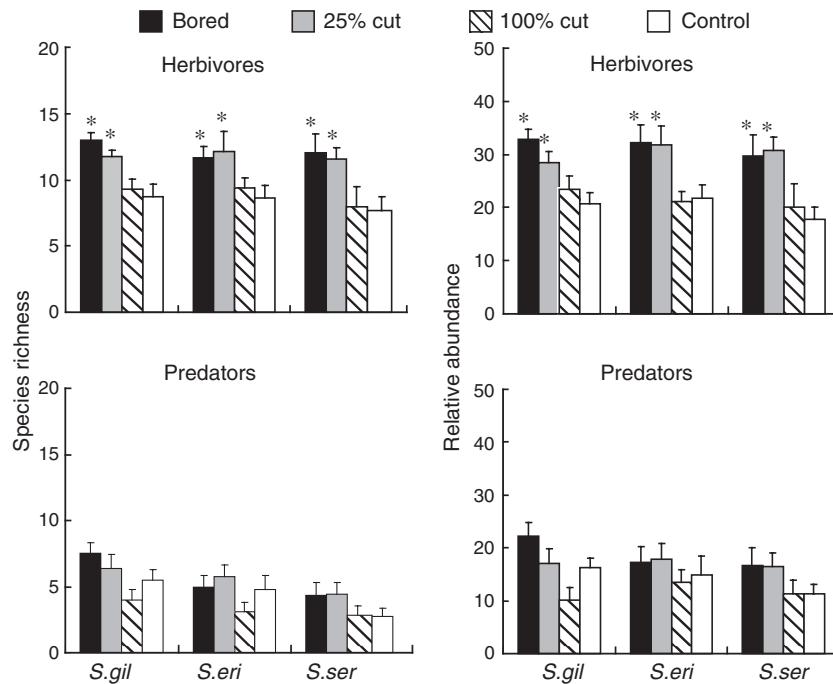 Bored 25% cut 100% cut Control
Species richness
Herbivores
20
15
10
5
0
* * * * * *
Relative abundance
Herbivores
50
40
30
20
10
0
* * * * * *
Predators
20
15
10
5
0
S.gil S.eri S.ser
Predators
50
40
30
20
10
0
S.gil S.eri S.ser